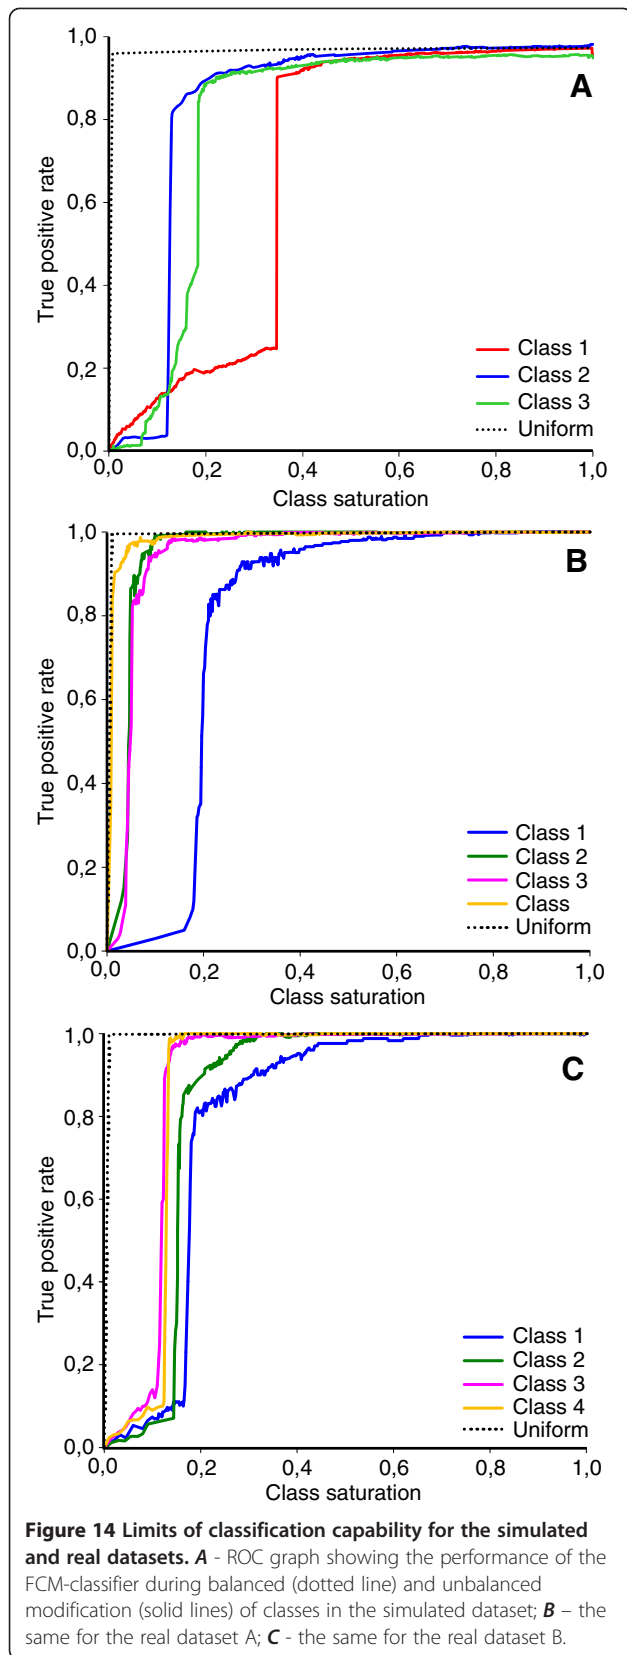 1,0
0,8
0,6
0,4
0,2
0,0
True positive rate
A
Class 1
Class 2
Class 3
Uniform
0,0 0,2 0,4 0,6 0,8 1,0
Class saturation
1,0
0,8
0,6
0,4
0,2
0,0
True positive rate
B
Class 1
Class 2
Class 3
Class
Uniform
0,0 0,2 0,4 0,6 0,8 1,0
Class saturation
1,0
0,8
0,6
0,4
0,2
0,0
True positive rate
C
Class 1
Class 2
Class 3
Class 4
Uniform
0,0 0,2 0,4 0,6 0,8 1,0
Class saturation
Figure 14 Limits of classification capability for the simulated
and real datasets. A - ROC graph showing the performance of the
FCM-classifier during balanced (dotted line) and unbalanced
modification (solid lines) of classes in the simulated dataset; B – the
same for the real dataset A; C - the same for the real dataset B.